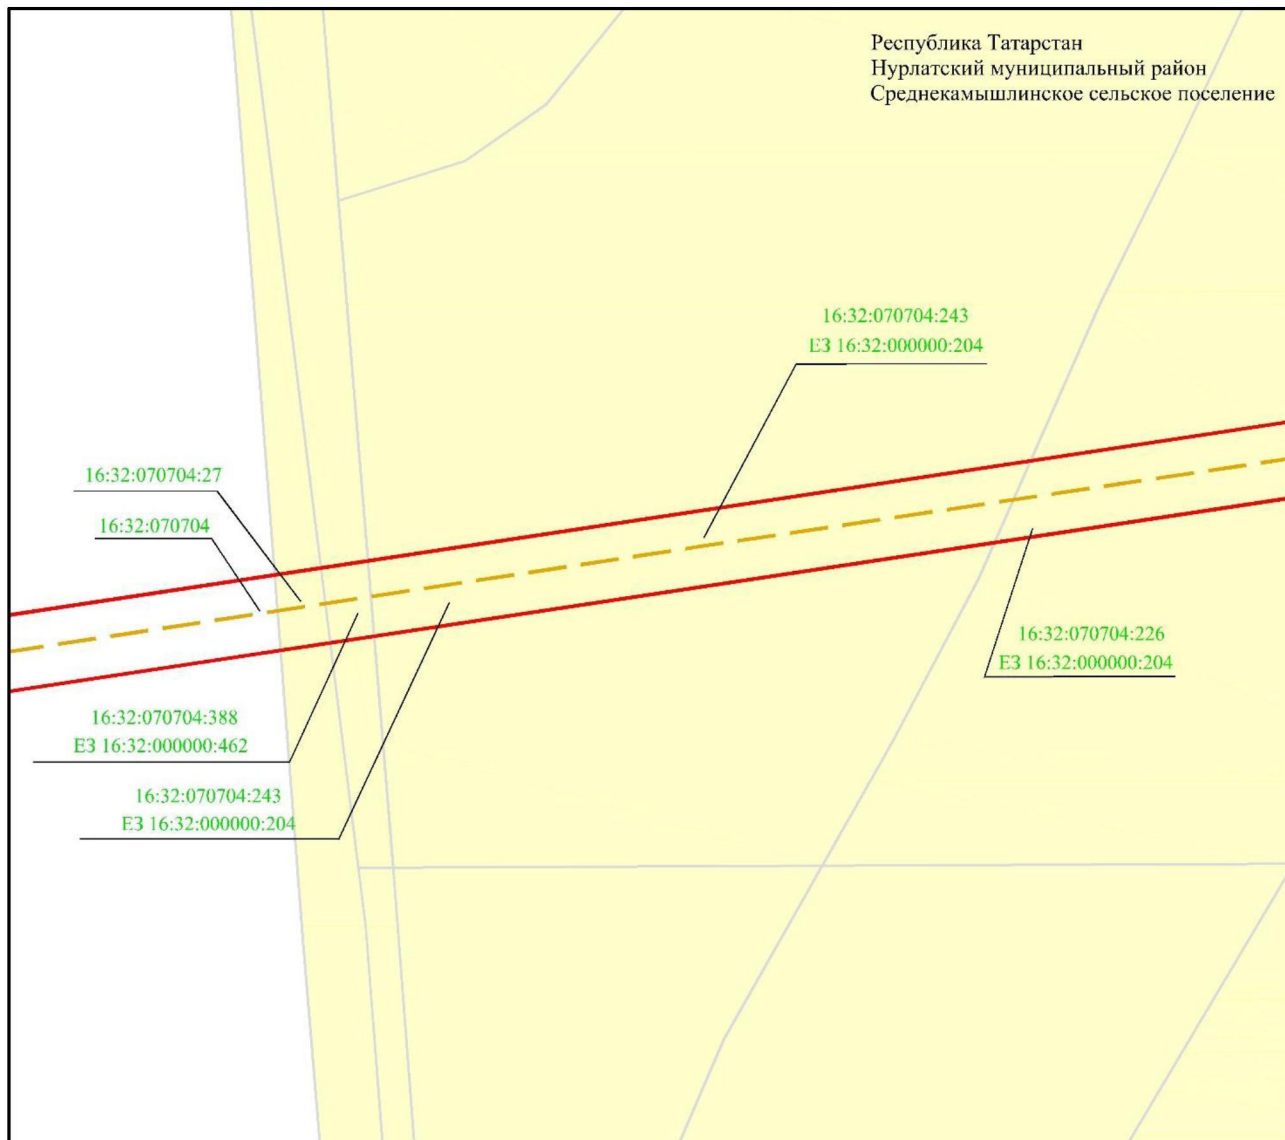 Республика Татарстан
Нурлатский муниципальный район
Среднекамышлинское сельское поселение
16:32:070704:243
ЕЗ 16:32:000000:204
16:32:070704:27
16:32:070704
16:32:070704:226
ЕЗ 16:32:000000:204
16:32:070704:388
ЕЗ 16:32:000000:462
16:32:070704:243
ЕЗ 16:32:000000:204